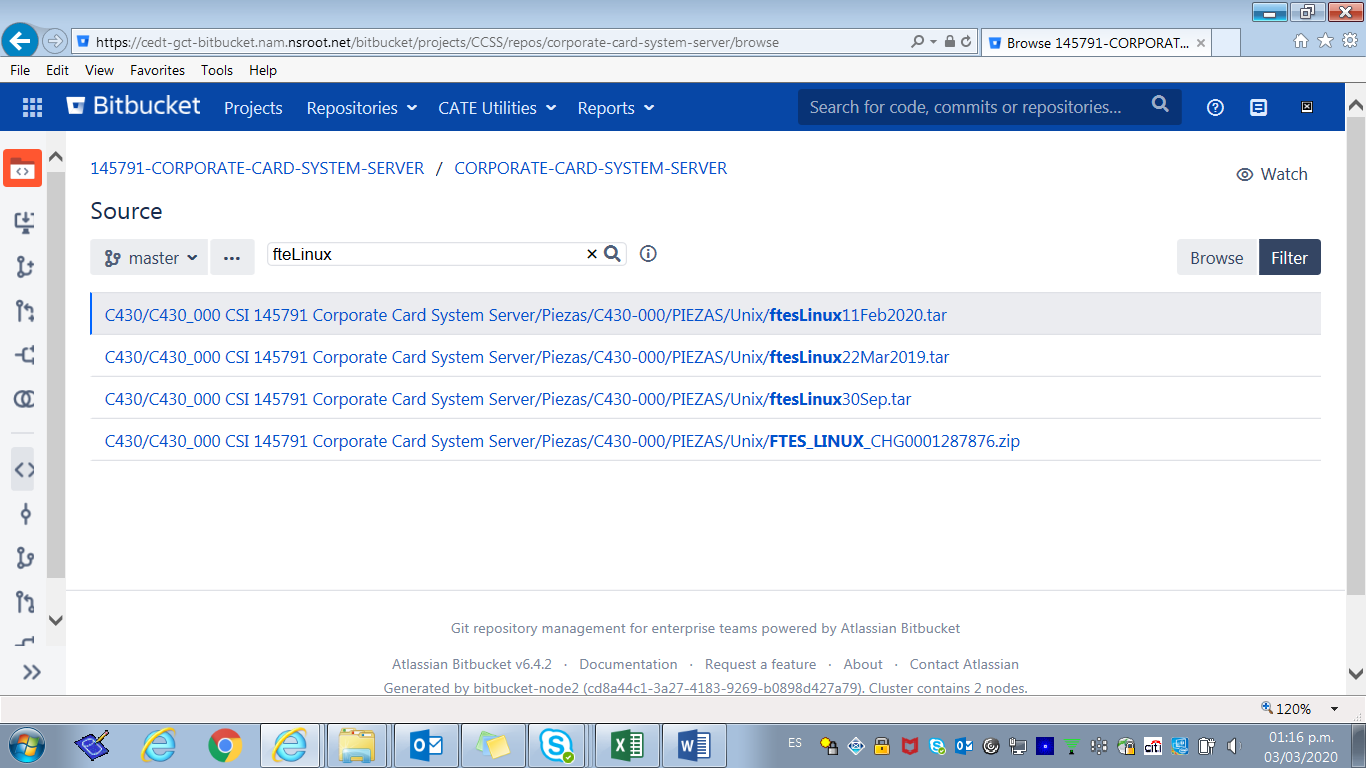 https://cedt-gct-bitbucket.nam.nsroot.net/bitbucket/projects/CCSS/repos/corporate-card-system-server/browse
Browse 145791-CORPORAT...
File Edit View Favorites Tools Help
Bitbucket Projects Repositories CATE Utilities Reports Search for code, commits or repositories...
145791-CORPORATE-CARD-SYSTEM-SERVER / CORPORATE-CARD-SYSTEM-SERVER
Watch
Source
master ... fteLinux Browse Filter
C430/C430_000 CSI 145791 Corporate Card System Server/Piezas/C430-000/PIEZAS/Unix/ftesLinux11Feb2020.tar
C430/C430_000 CSI 145791 Corporate Card System Server/Piezas/C430-000/PIEZAS/Unix/ftesLinux22Mar2019.tar
C430/C430_000 CSI 145791 Corporate Card System Server/Piezas/C430-000/PIEZAS/Unix/ftesLinux30Sep.tar
C430/C430_000 CSI 145791 Corporate Card System Server/Piezas/C430-000/PIEZAS/Unix/FTES_LINUX_CHG0001287876.zip
Git repository management for enterprise teams powered by Atlassian Bitbucket
Atlassian Bitbucket v6.4.2 · Documentation · Request a feature · About · Contact Atlassian
Generated by bitbucket-node2 (cd8a44c1-3a27-4183-9269-b0898d427a79). Cluster contains 2 nodes.
120%
ES citi 01:16 p.m.
03/03/2020